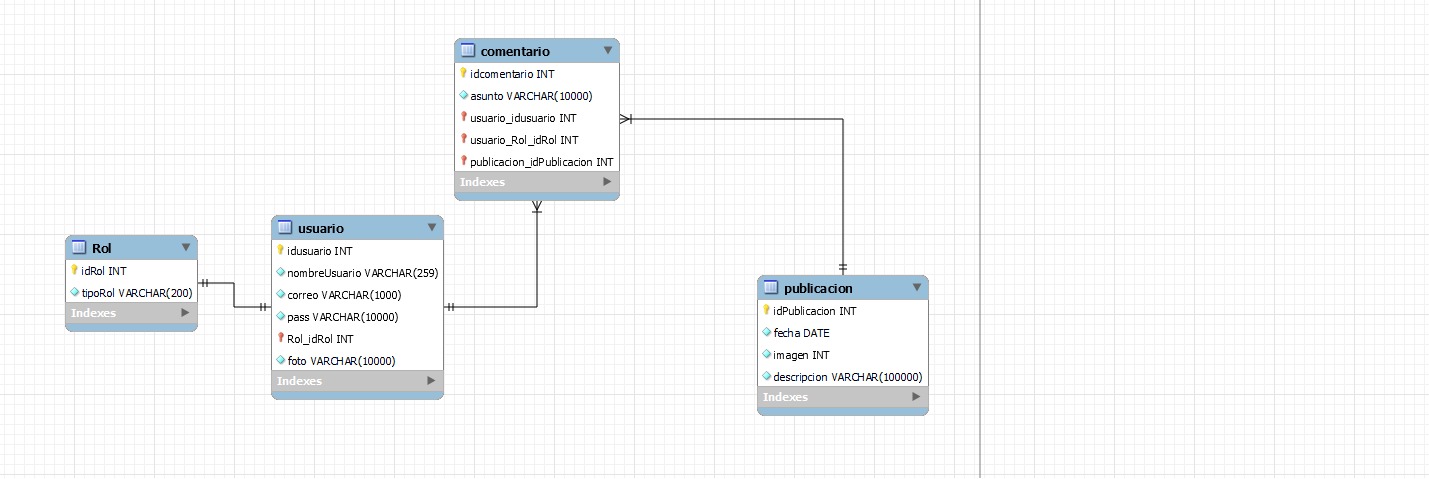 comentario
idcomentario INT
asunto VARCHAR(10000)
usuario_idusuario INT
usuario_Rol_idRol INT
publicacion_idPublicacion INT
Indexes
Rol
idRol INT
tipoRol VARCHAR(200)
Indexes
usuario
idusuario INT
nombreUsuario VARCHAR(259)
correo VARCHAR(1000)
pass VARCHAR(10000)
Rol_idRol INT
foto VARCHAR(10000)
Indexes
publicacion
idPublicacion INT
fecha DATE
imagen INT
descripcion VARCHAR(100000)
Indexes